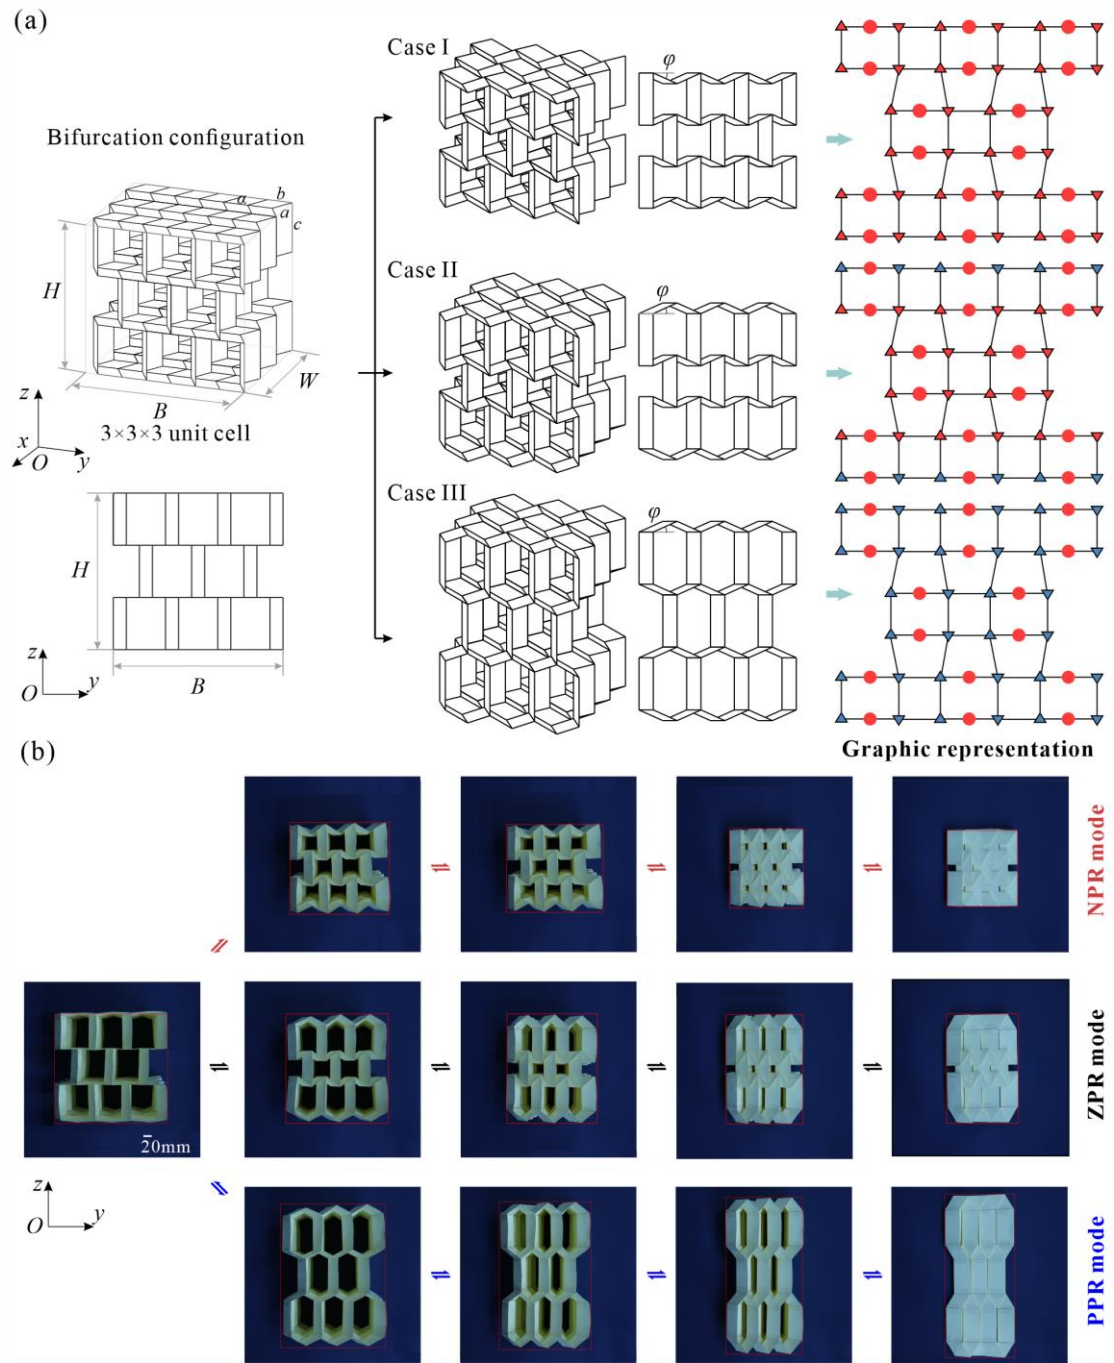 (a)
Bifurcation configuration
a
b
a
c
H
W
B
z
x
O
y
3×3×3 unit cell
H
B
z
O
y
Case I
φ
Case II
φ
Case III
φ
Graphic representation
(b)
NPR mode
20mm
ZPR mode
z
O
y
PPR mode